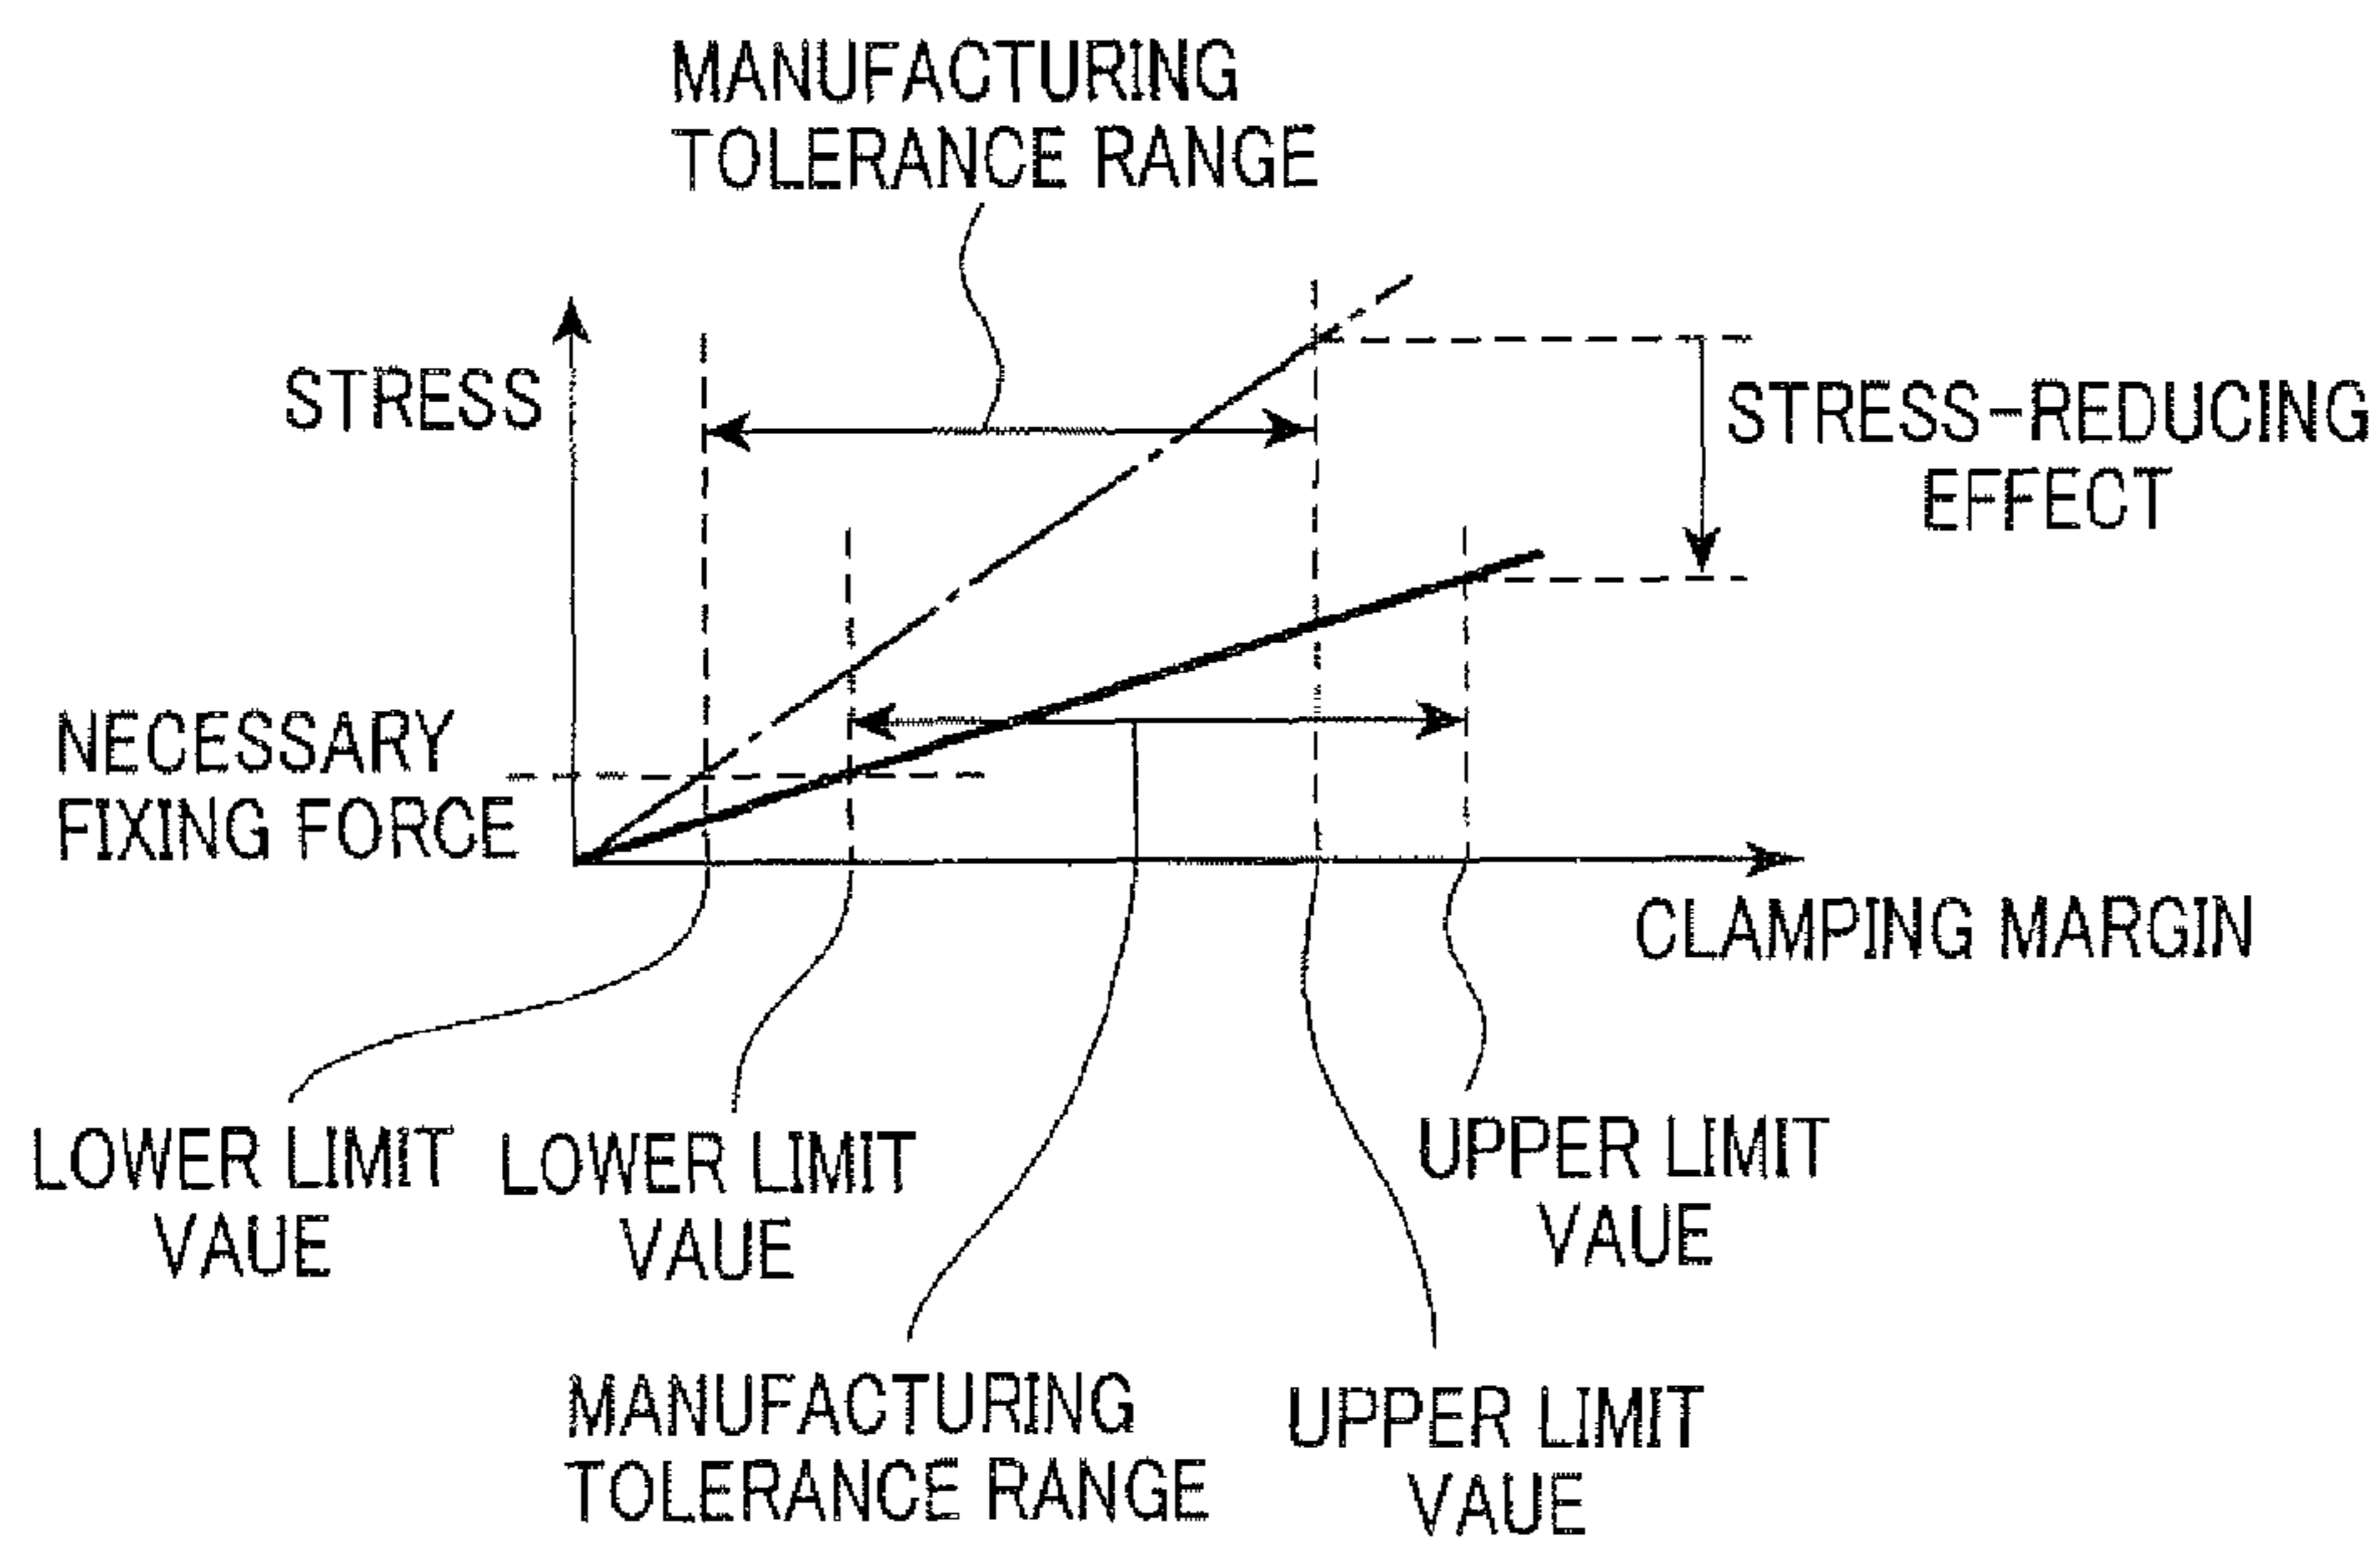 MANUFACTURING
TOLERANCE RANGE
STRESS
STRESS-REDUCING
EFFECT
NECESSARY
FIXING FORCE
CLAMPING MARGIN
LOWER LIMIT
VAUE
LOWER LIMIT
VAUE
UPPER LIMIT
VAUE
MANUFACTURING
TOLERANCE RANGE
UPPER LIMIT
VAUE